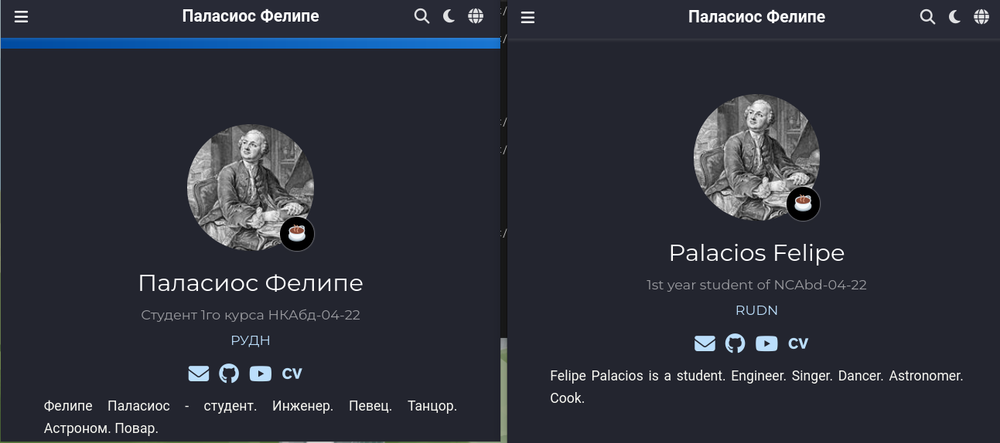 Паласиос Фелипе
Паласиос Фелипе
Студент 1го курса НКАбд-04-22
РУДН
CV
Фелипе Паласиос - студент. Инженер. Певец. Танцор.
Астроном. Повар.
Паласиос Фелипе
Palacios Felipe
1st year student of NCAbd-04-22
RUDN
CV
Felipe Palacios is a student. Engineer. Singer. Dancer. Astronomer.
Cook.